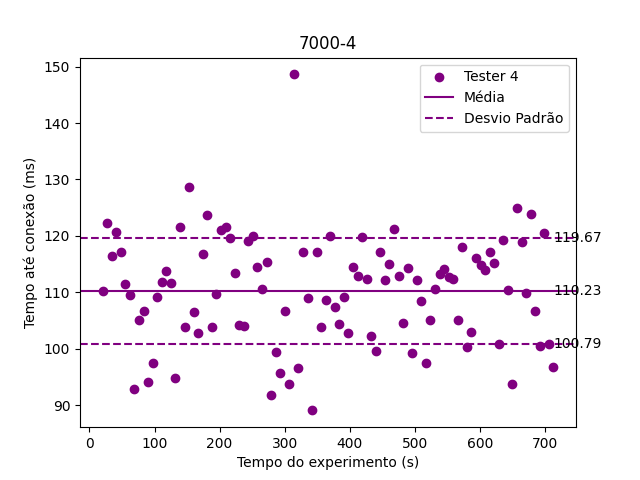 7000-4
Tester 4
Média
Desvio Padrão
Tempo até conexão (ms)
150
140
130
120
110
100
90
119.67
110.23
100.79
0 100 200 300 400 500 600 700
Tempo do experimento (s)